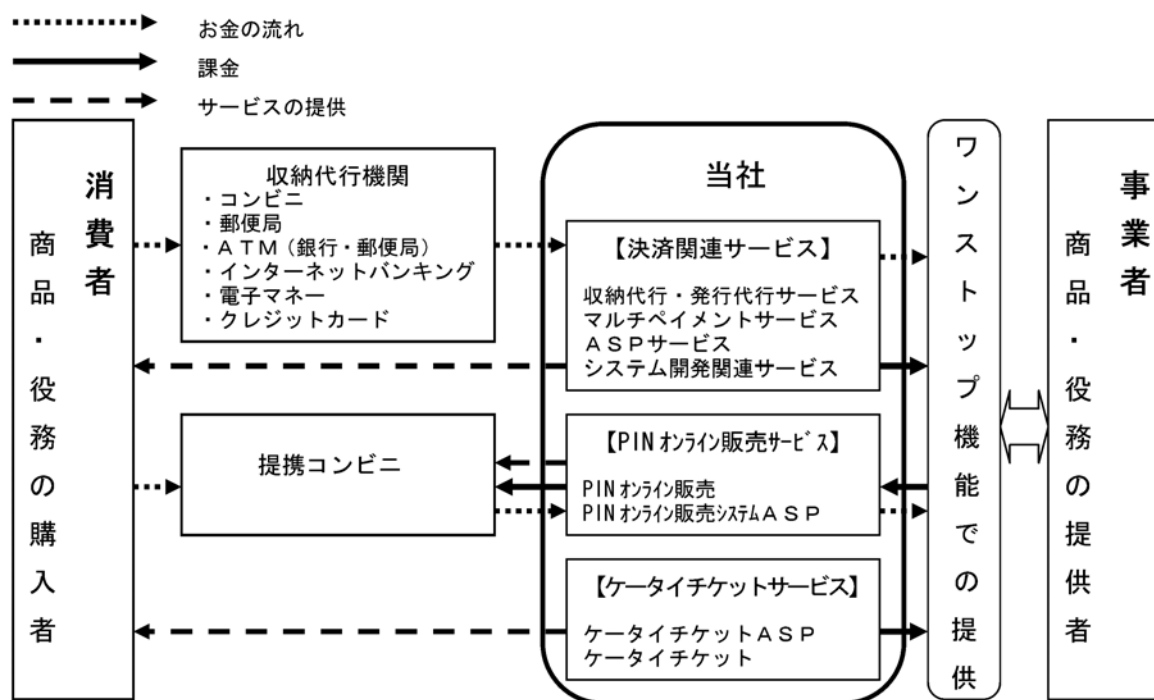 お金の流れ
課金
サービスの提供
消費者
商品・役務の購入者
収納代行機関
・コンビニ
・郵便局
・ＡＴＭ（銀行・郵便局）
・インターネットバンキング
・電子マネー
・クレジットカード
提携コンビニ
当社
【決済関連サービス】
収納代行・発行代行サービス
マルチペイメントサービス
ＡＳＰサービス
システム開発関連サービス
【PINオンライン販売サービス】
PINオンライン販売
PINオンライン販売システムＡＳＰ
【ケータイチケットサービス】
ケータイチケットＡＳＰ
ケータイチケット
ワンストップ機能での提供
事業者
商品・役務の提供者